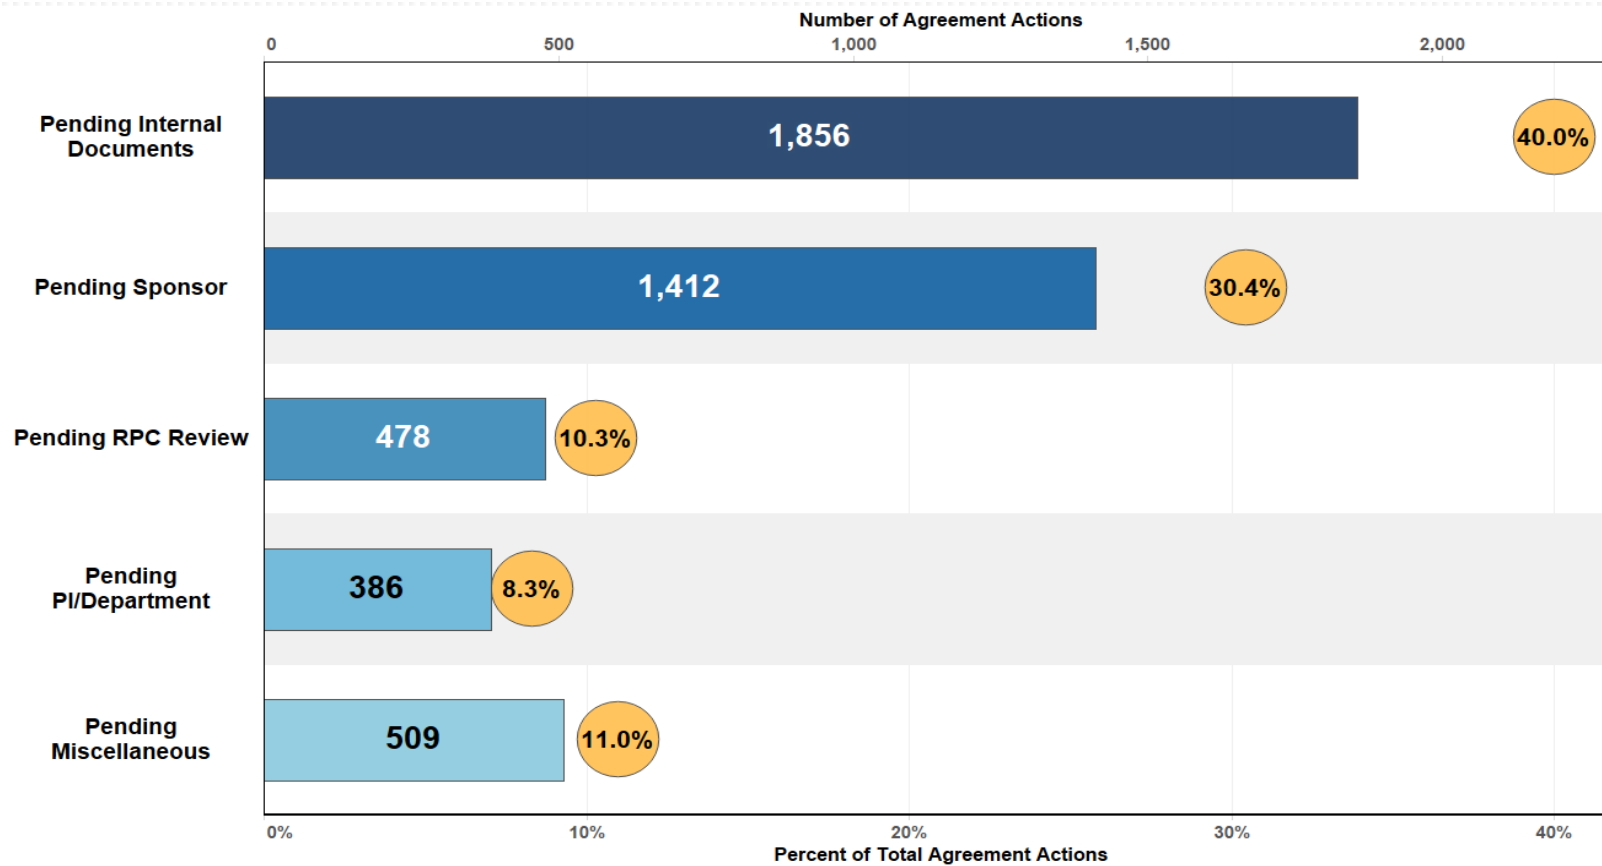 Number of Agreement Actions
0 500 1,000 1,500 2,000
Pending Internal
Documents
1,856 40.0%
Pending Sponsor 1,412 30.4%
Pending RPC Review 478 10.3%
Pending
PI/Department
386 8.3%
Pending
Miscellaneous
509 11.0%
0% 10% 20% 30% 40%
Percent of Total Agreement Actions